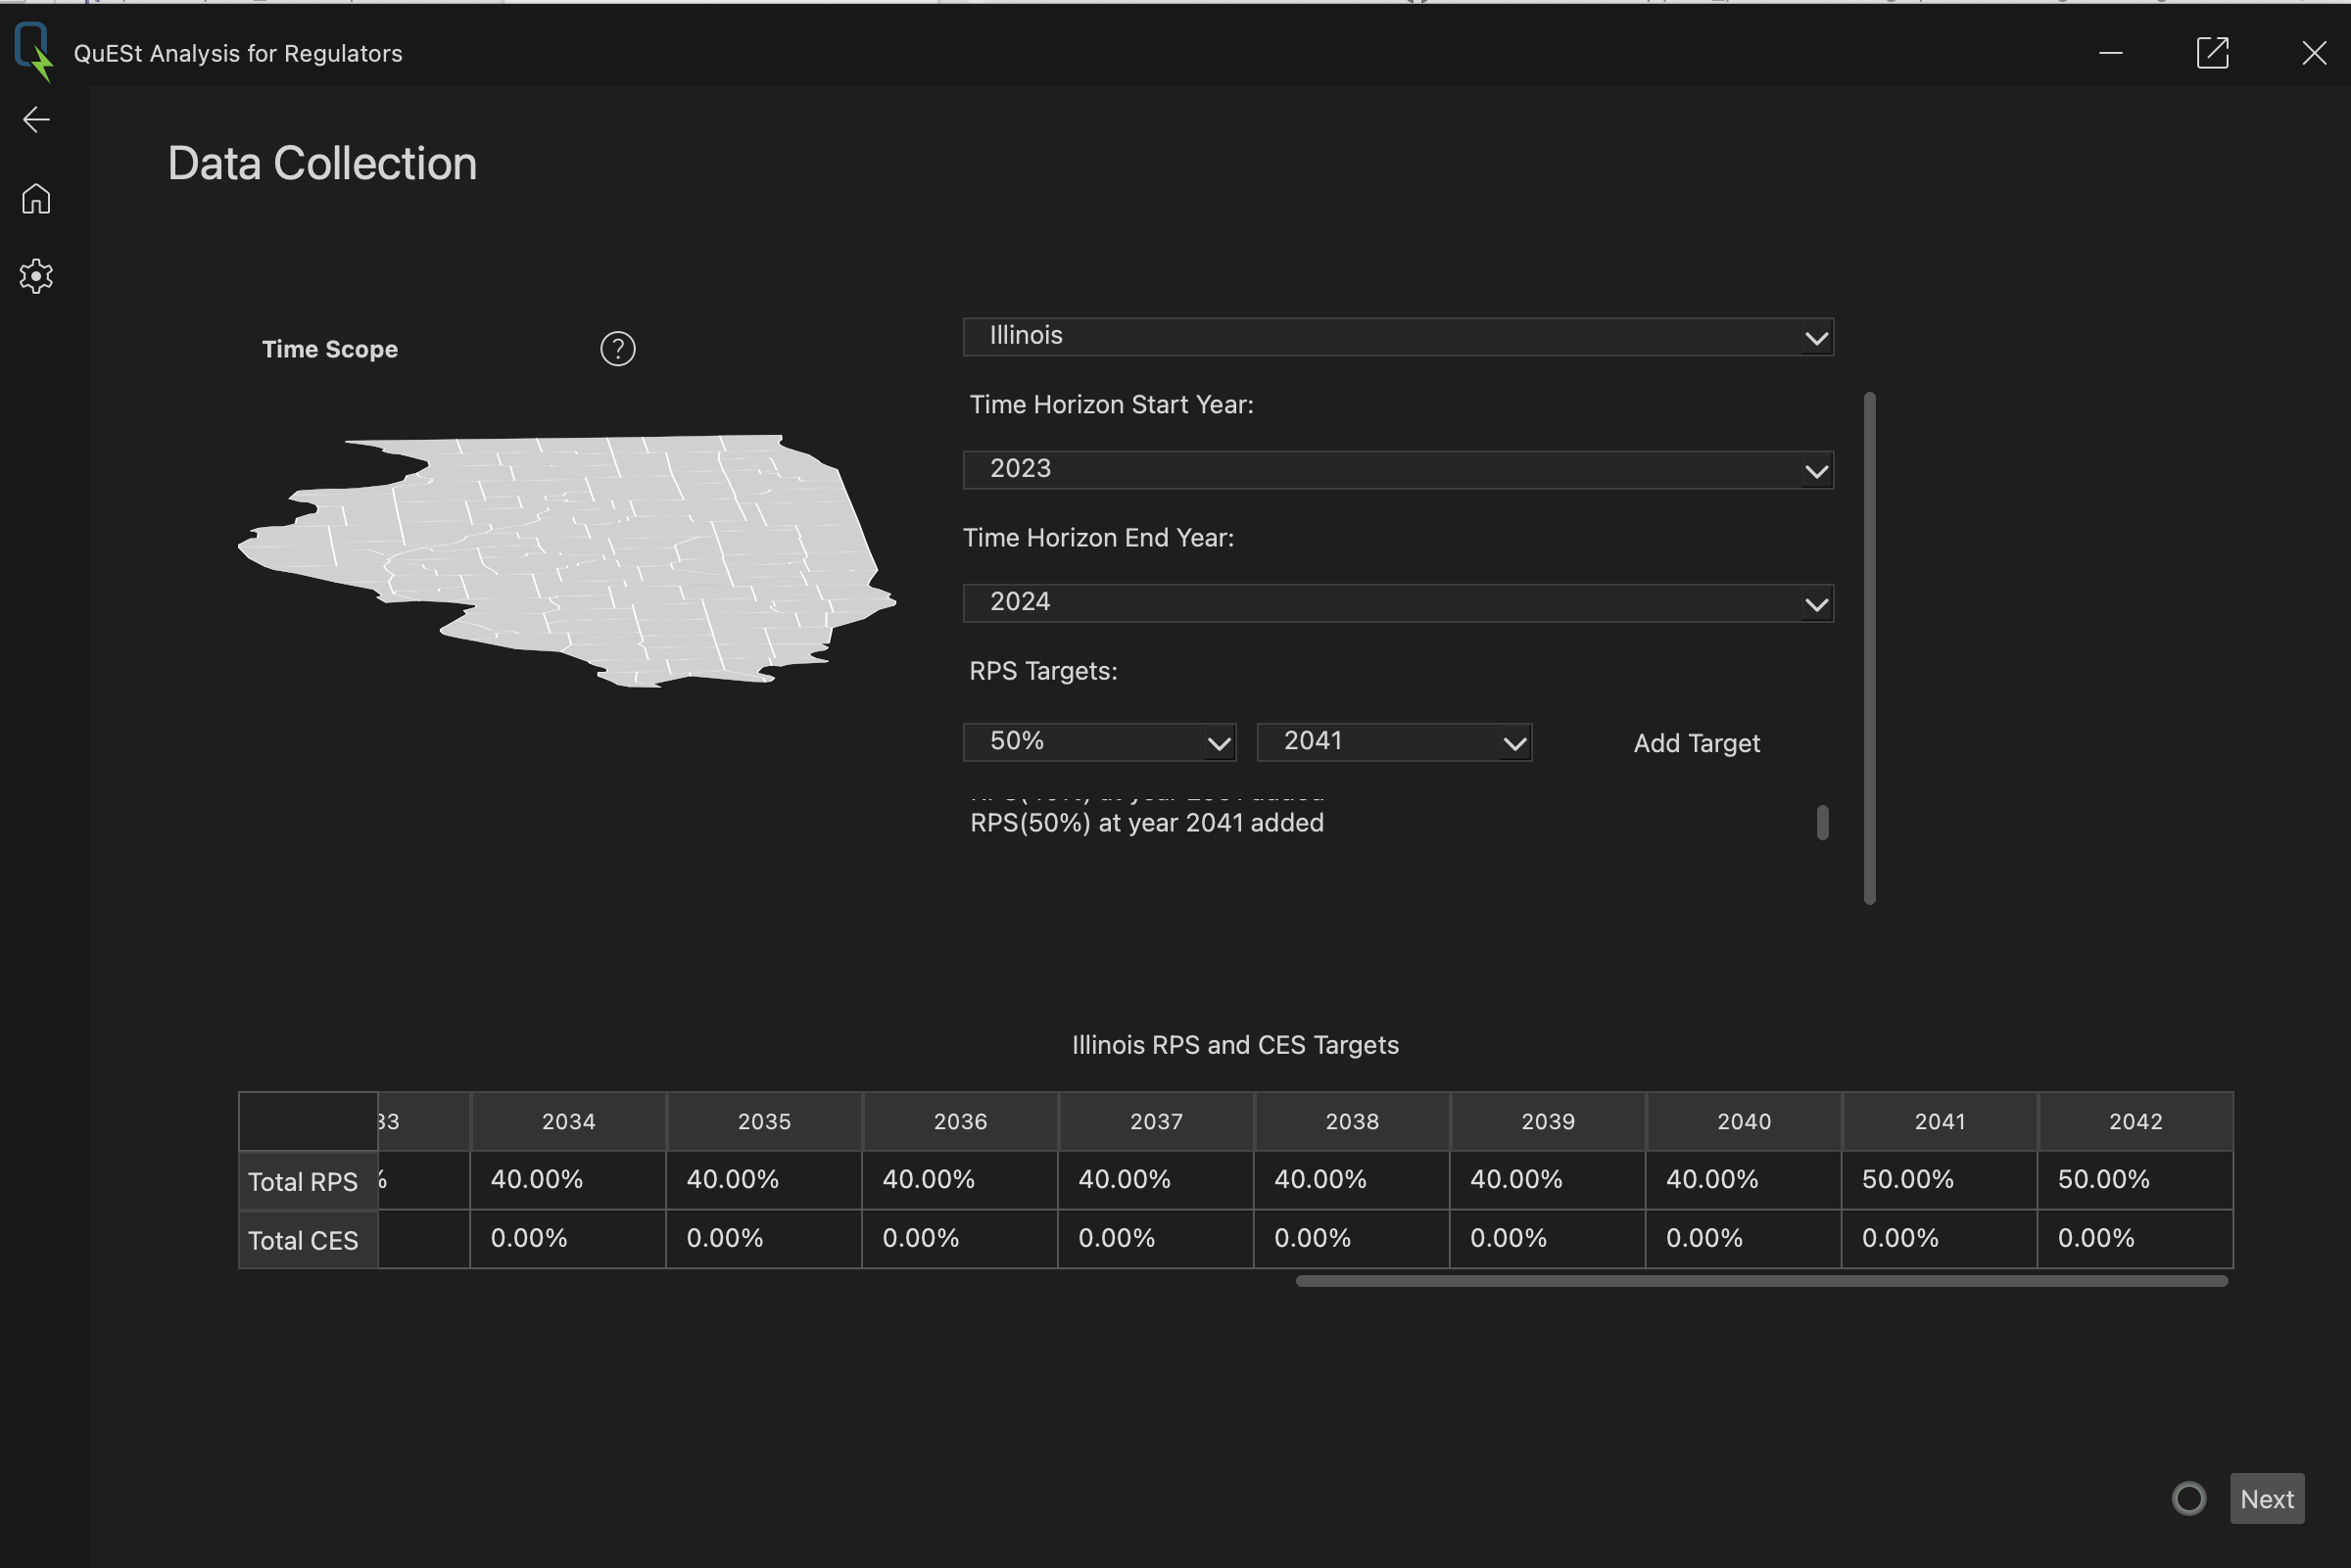 QuESt Analysis for Regulators
Data Collection
Time Scope
?
Illinois
Time Horizon Start Year:
2023
Time Horizon End Year:
2024
RPS Targets:
50% 2041 Add Target
RPS(50%) at year 2041 added
Illinois RPS and CES Targets
33 2034 2035 2036 2037 2038 2039 2040 2041 2042
Total RPS % 40.00% 40.00% 40.00% 40.00% 40.00% 40.00% 40.00% 50.00% 50.00%
Total CES 0.00% 0.00% 0.00% 0.00% 0.00% 0.00% 0.00% 0.00% 0.00%
Next